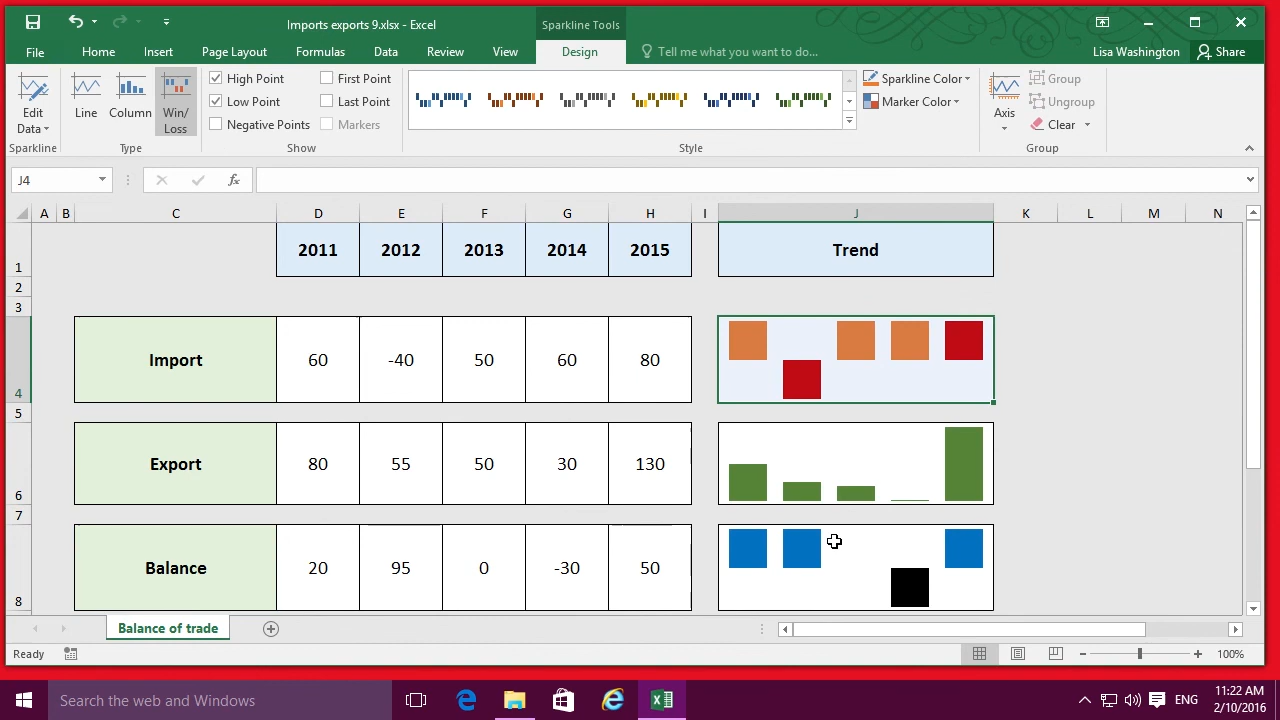 Imports exports 9.xlsx - Excel
Sparkline Tools
File Home Insert Page Layout Formulas Data Review View Design Tell me what you want to do... Lisa Washington Share
Edit Data
Line
Column
Win/Loss
High Point
Low Point
Negative Points
First Point
Last Point
Markers
Sparkline Color
Marker Color
Axis
Group
Ungroup
Clear
Sparkline Type Show Style Group
J4 fx
A B C D E F G H I J K L M N
1 2011 2012 2013 2014 2015 Trend
2
3
4 Import 60 -40 50 60 80
5
6 Export 80 55 50 30 130
7
8 Balance 20 95 0 -30 50
Balance of trade
Ready 100%
Search the web and Windows ENG 11:22 AM
2/10/2016